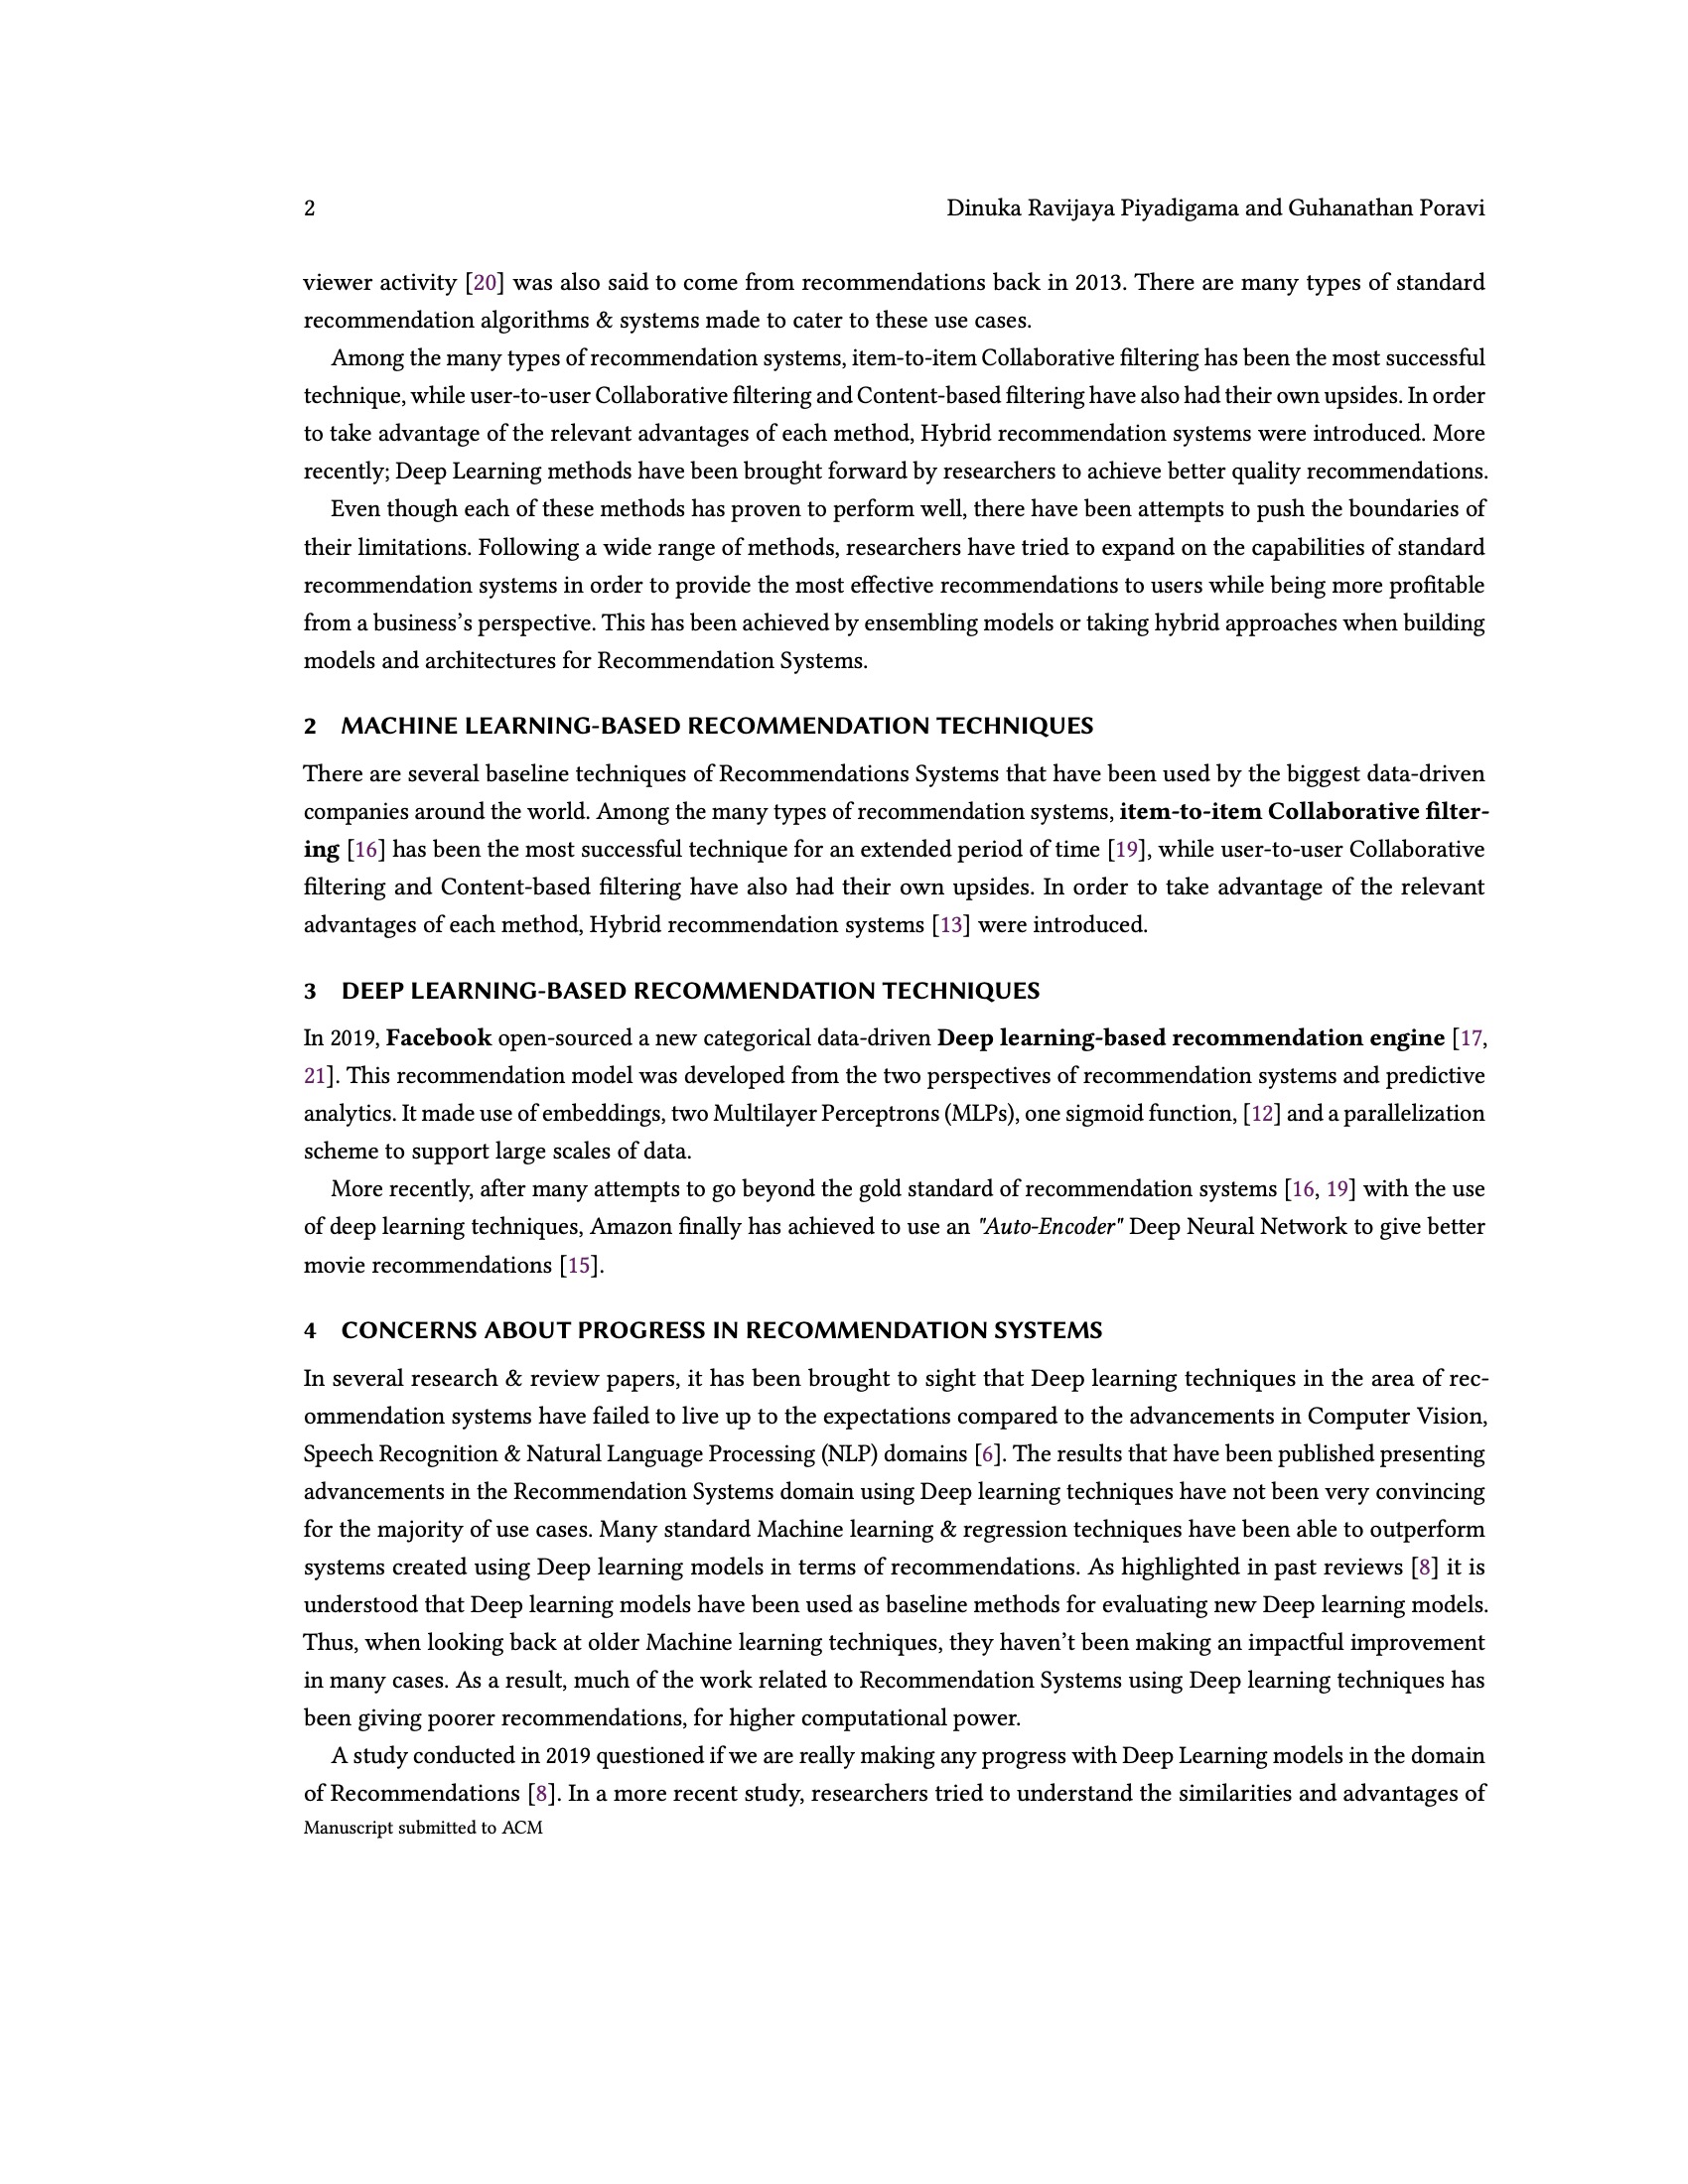 2
Dinuka Ravijaya Piyadigama and Guhanathan Poravi
viewer activity [20] was also said to come from recommendations back in 2013. There are many types of standard
recommendation algorithms & systems made to cater to these use cases.
Among the many types of recommendation systems, item-to-item Collaborative filtering has been the most successful
technique, while user-to-user Collaborative filtering and Content-based filtering have also had their own upsides. In order
to take advantage of the relevant advantages of each method, Hybrid recommendation systems were introduced. More
recently; Deep Learning methods have been brought forward by researchers to achieve better quality recommendations.
Even though each of these methods has proven to perform well, there have been attempts to push the boundaries of
their limitations. Following a wide range of methods, researchers have tried to expand on the capabilities of standard
recommendation systems in order to provide the most effective recommendations to users while being more profitable
from a business’s perspective. This has been achieved by ensembling models or taking hybrid approaches when building
models and architectures for Recommendation Systems.
2 MACHINE LEARNING-BASED RECOMMENDATION TECHNIQUES
There are several baseline techniques of Recommendations Systems that have been used by the biggest data-driven
companies around the world. Among the many types of recommendation systems, item-to-item Collaborative filter-
ing [16] has been the most successful technique for an extended period of time [19], while user-to-user Collaborative
filtering and Content-based filtering have also had their own upsides. In order to take advantage of the relevant
advantages of each method, Hybrid recommendation systems [13] were introduced.
3 DEEP LEARNING-BASED RECOMMENDATION TECHNIQUES
In 2019, Facebook open-sourced a new categorical data-driven Deep learning-based recommendation engine [17,
21]. This recommendation model was developed from the two perspectives of recommendation systems and predictive
analytics. It made use of embeddings, two Multilayer Perceptrons (MLPs), one sigmoid function, [12] and a parallelization
scheme to support large scales of data.
More recently, after many attempts to go beyond the gold standard of recommendation systems [16, 19] with the use
of deep learning techniques, Amazon finally has achieved to use an "Auto-Encoder" Deep Neural Network to give better
movie recommendations [15].
4 CONCERNS ABOUT PROGRESS IN RECOMMENDATION SYSTEMS
In several research & review papers, it has been brought to sight that Deep learning techniques in the area of rec-
ommendation systems have failed to live up to the expectations compared to the advancements in Computer Vision,
Speech Recognition & Natural Language Processing (NLP) domains [6]. The results that have been published presenting
advancements in the Recommendation Systems domain using Deep learning techniques have not been very convincing
for the majority of use cases. Many standard Machine learning & regression techniques have been able to outperform
systems created using Deep learning models in terms of recommendations. As highlighted in past reviews [8] it is
understood that Deep learning models have been used as baseline methods for evaluating new Deep learning models.
Thus, when looking back at older Machine learning techniques, they haven’t been making an impactful improvement
in many cases. As a result, much of the work related to Recommendation Systems using Deep learning techniques has
been giving poorer recommendations, for higher computational power.
A study conducted in 2019 questioned if we are really making any progress with Deep Learning models in the domain
of Recommendations [8]. In a more recent study, researchers tried to understand the similarities and advantages of
Manuscript submitted to ACM